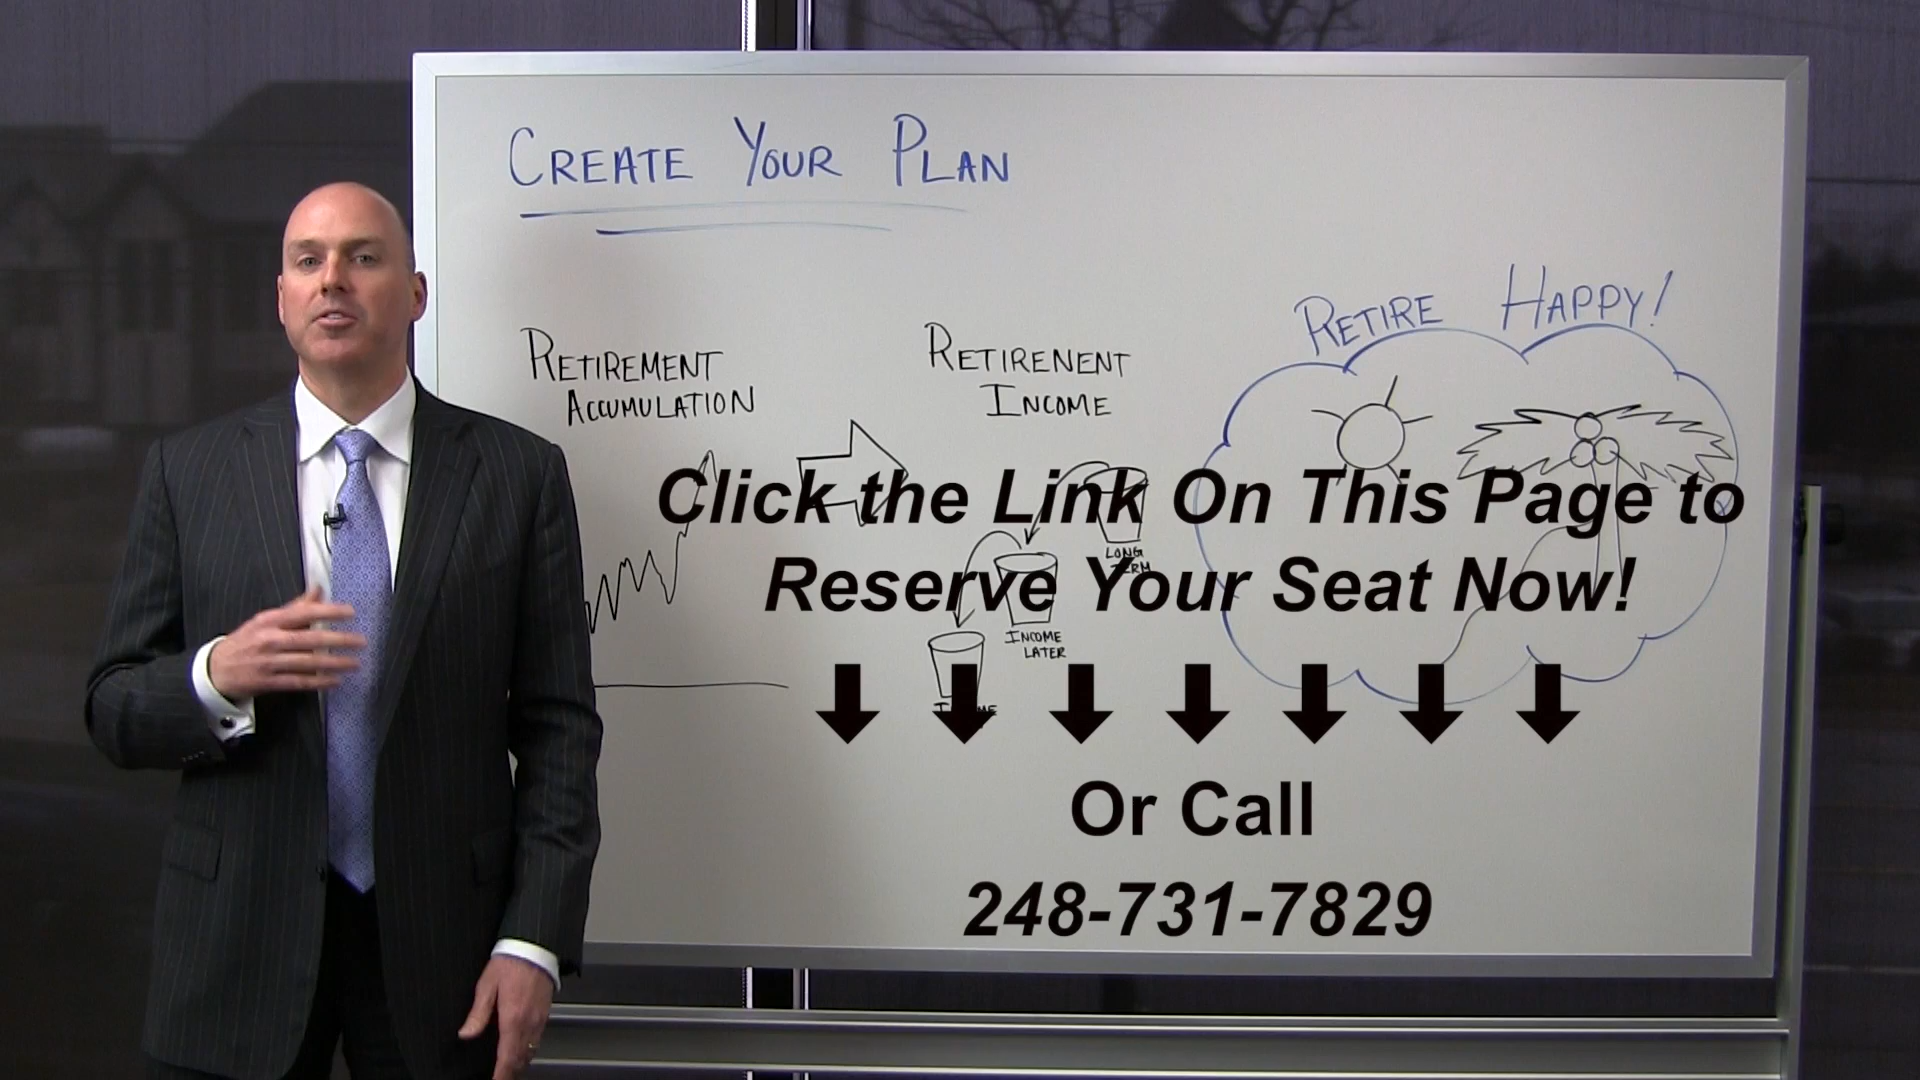 CREATE YOUR PLAN
RETIREMENT
ACCUMULATION
RETIRENENT
INCOME
RETIRE HAPPY!
Click the Link On This Page to
Reserve Your Seat Now!
LONG
TERM
INCOME
LATER
Or Call
248-731-7829